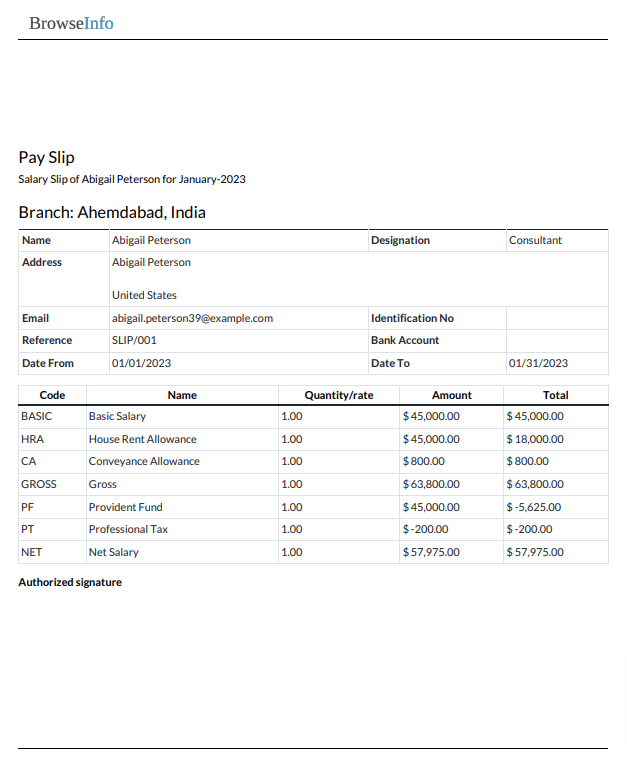 BrowseInfo
Pay Slip
Salary Slip of Abigail Peterson for January-2023
Branch: Ahemdabad, India
Name Abigail Peterson Designation Consultant
Address Abigail Peterson
United States
Email abigail.peterson39@example.com Identification No
Reference SLIP/001 Bank Account
Date From 01/01/2023 Date To 01/31/2023
Code Name Quantity/rate Amount Total
BASIC Basic Salary 1.00 $ 45,000.00 $ 45,000.00
HRA House Rent Allowance 1.00 $ 45,000.00 $ 18,000.00
CA Conveyance Allowance 1.00 $ 800.00 $ 800.00
GROSS Gross 1.00 $ 63,800.00 $ 63,800.00
PF Provident Fund 1.00 $ 45,000.00 $ -5,625.00
PT Professional Tax 1.00 $ -200.00 $ -200.00
NET Net Salary 1.00 $ 57,975.00 $ 57,975.00
Authorized signature